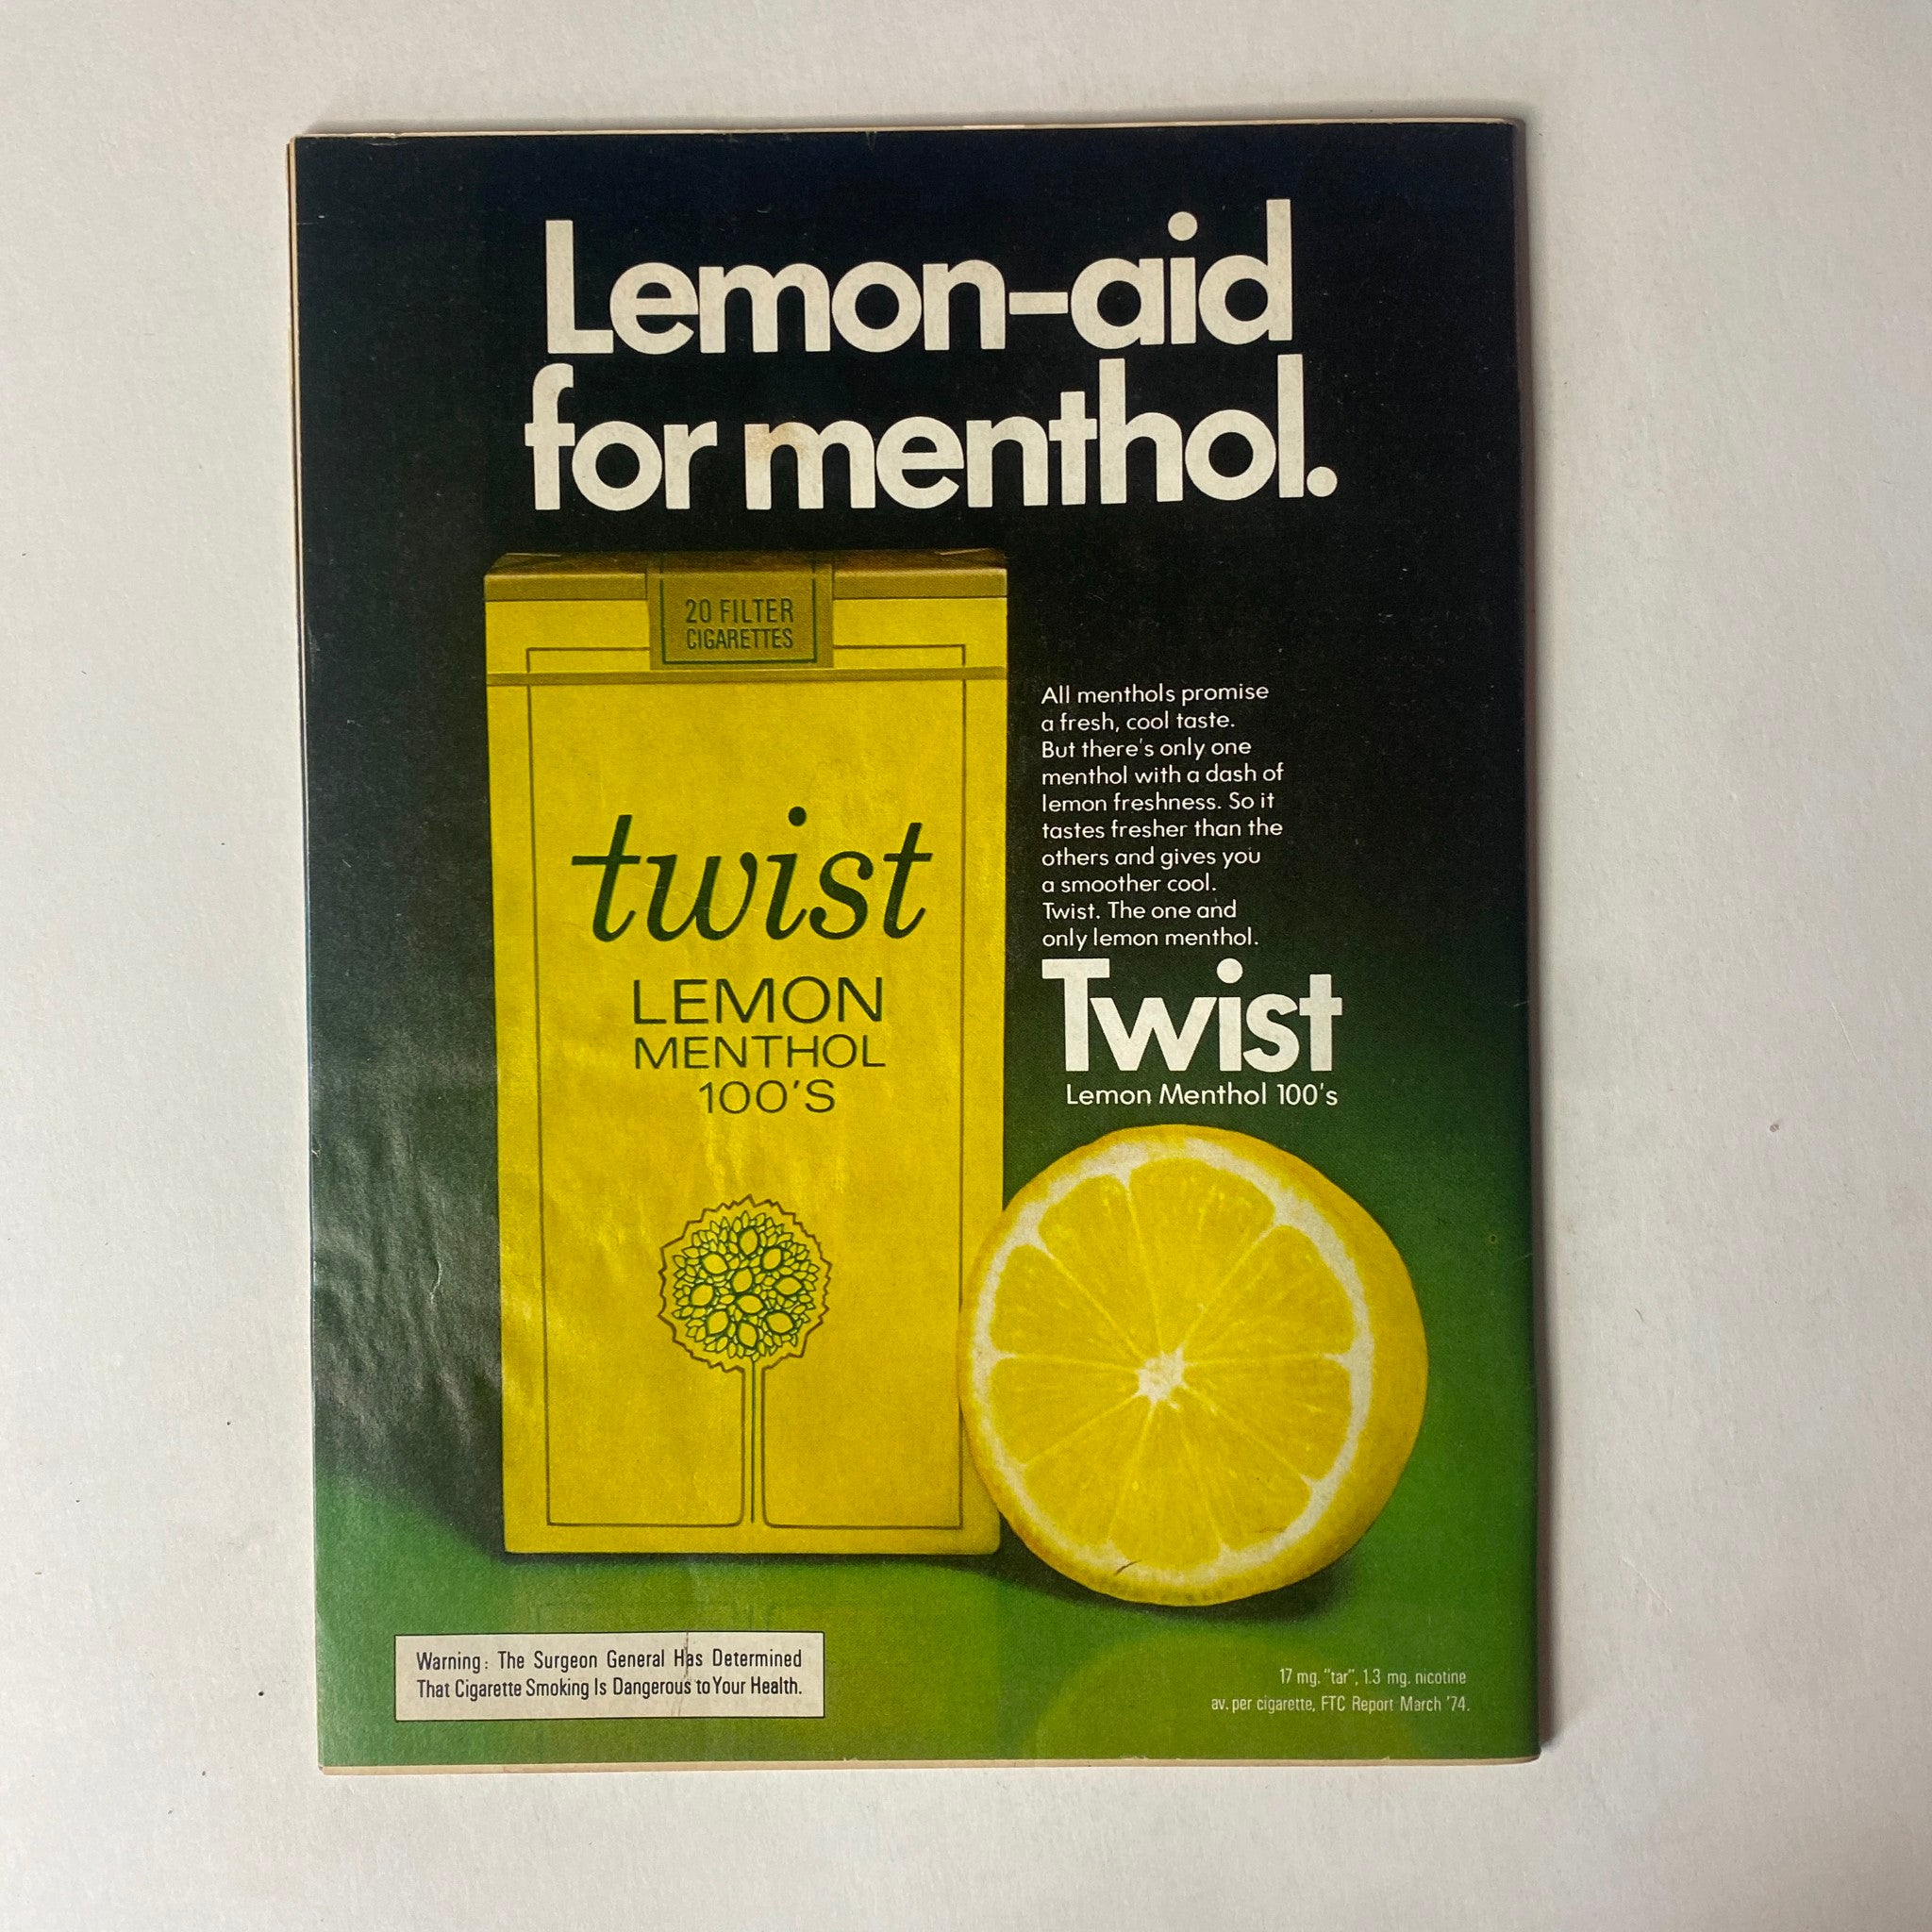 Lemon-aid
for menthol.
20 FILTER
CIGARETTES
twist
LEMON
MENTHOL
100'S
All menthols promise
a fresh, cool taste.
But there's only one
menthol with a dash of
lemon freshness. So it
tastes fresher than the
others and gives you
a smoother cool.
Twist. The one and
only lemon menthol.
Twist
Lemon Menthol 100's
Warning: The Surgeon General Has Determined
That Cigarette Smoking Is Dangerous to Your Health.
17 mg. "tar", 1.3 mg. nicotine
av. per cigarette, FTC Report March '74.